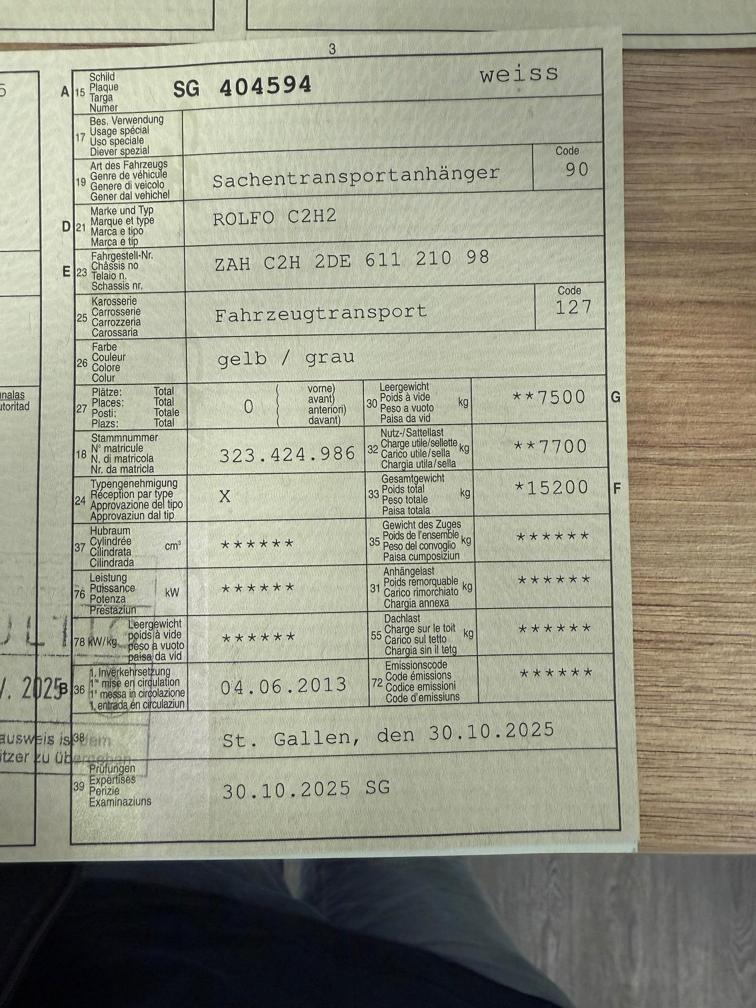 3
A 15 Schild
Plaque
Targa
Numer
SG 404594 weiss
17 Bes. Verwendung
Usage spécial
Uso speciale
Diever spezial
19 Art des Fahrzeugs
Genre de véhicule
Genere di veicolo
Gener dal vehichel
Sachentransportanhänger
Code
90
D 21 Marke und Typ
Marque et type
Marca e tipo
Marca e tip
ROLFO C2H2
E 23 Fahrgestell-Nr.
Châssis no
Telaio n.
Schassis nr.
ZAH C2H 2DE 611 210 98
25 Karosserie
Carrosserie
Carrozzeria
Carossaria
Fahrzeugtransport
Code
127
26 Farbe
Couleur
Colore
Colur
gelb / grau
27 Plätze: Total
Places: Total
Posti: Totale
Plazs: Total
0 ( vorne)
avant)
anteriori)
davant)
30 Leergewicht
Poids à vide
Peso a vuoto
Paisa da vid
kg
**7500 G
18 Stammnummer
N° matricule
N. di matricola
Nr. da matricla
323.424.986
32 Nutz-/Sattellast
Charge utile/sellette
Carico utile/sella
Chargia utila/sella
kg
**7700
24 Typengenehmigung
Réception par type
Approvazione del tipo
Approvaziun dal tip
X
33 Gesamtgewicht
Poids total
Peso totale
Paisa totala
kg
*15200 F
37 Hubraum
Cylindrée
Cilindrata
Cilindrada
cm³
******
35 Gewicht des Zuges
Poids de l'ensemble
Peso del convoglio
Paisa cumposiziun
kg
******
76 Leistung
Puissance
Potenza
Prestaziun
kW
******
31 Anhängelast
Poids remorquable
Carico rimorchiato
Chargia annexa
kg
******
78 kW/kg Leergewicht
poids à vide
peso a vuoto
paisa da vid
******
55 Dachlast
Charge sur le toit
Carico sul tetto
Chargia sin il tetg
kg
******
B 36 1. Inverkehrsetzung
1re mise en circulation
1a messa in circolazione
1. entrada en circulaziun
04.06.2013
72 Emissionscode
Code émissions
Codice emissioni
Code d'emissiuns
******
2025
38
St. Gallen, den 30.10.2025
39 Prüfungen
Expertises
Perizie
Examinaziuns
30.10.2025 SG